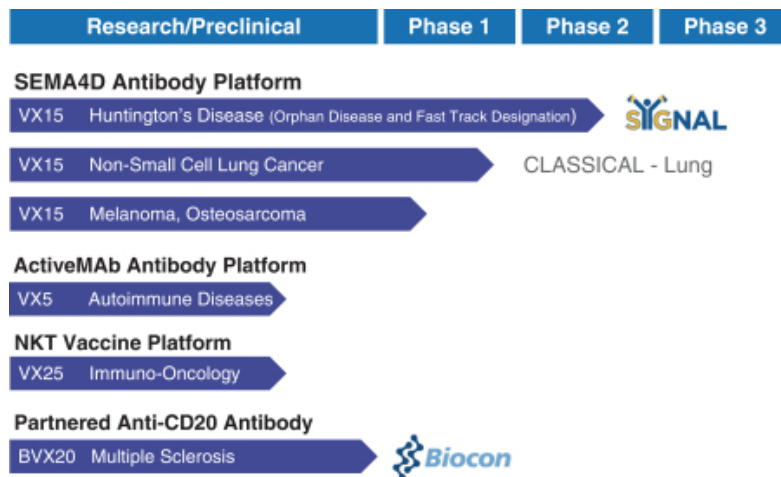 Research/Preclinical Phase 1 Phase 2 Phase 3
SEMA4D Antibody Platform
VX15 Huntington's Disease (Orphan Disease and Fast Track Designation) SIGNAL
VX15 Non-Small Cell Lung Cancer CLASSICAL - Lung
VX15 Melanoma, Osteosarcoma
ActiveMAb Antibody Platform
VX5 Autoimmune Diseases
NKT Vaccine Platform
VX25 Immuno-Oncology
Partnered Anti-CD20 Antibody
BVX20 Multiple Sclerosis Biocon